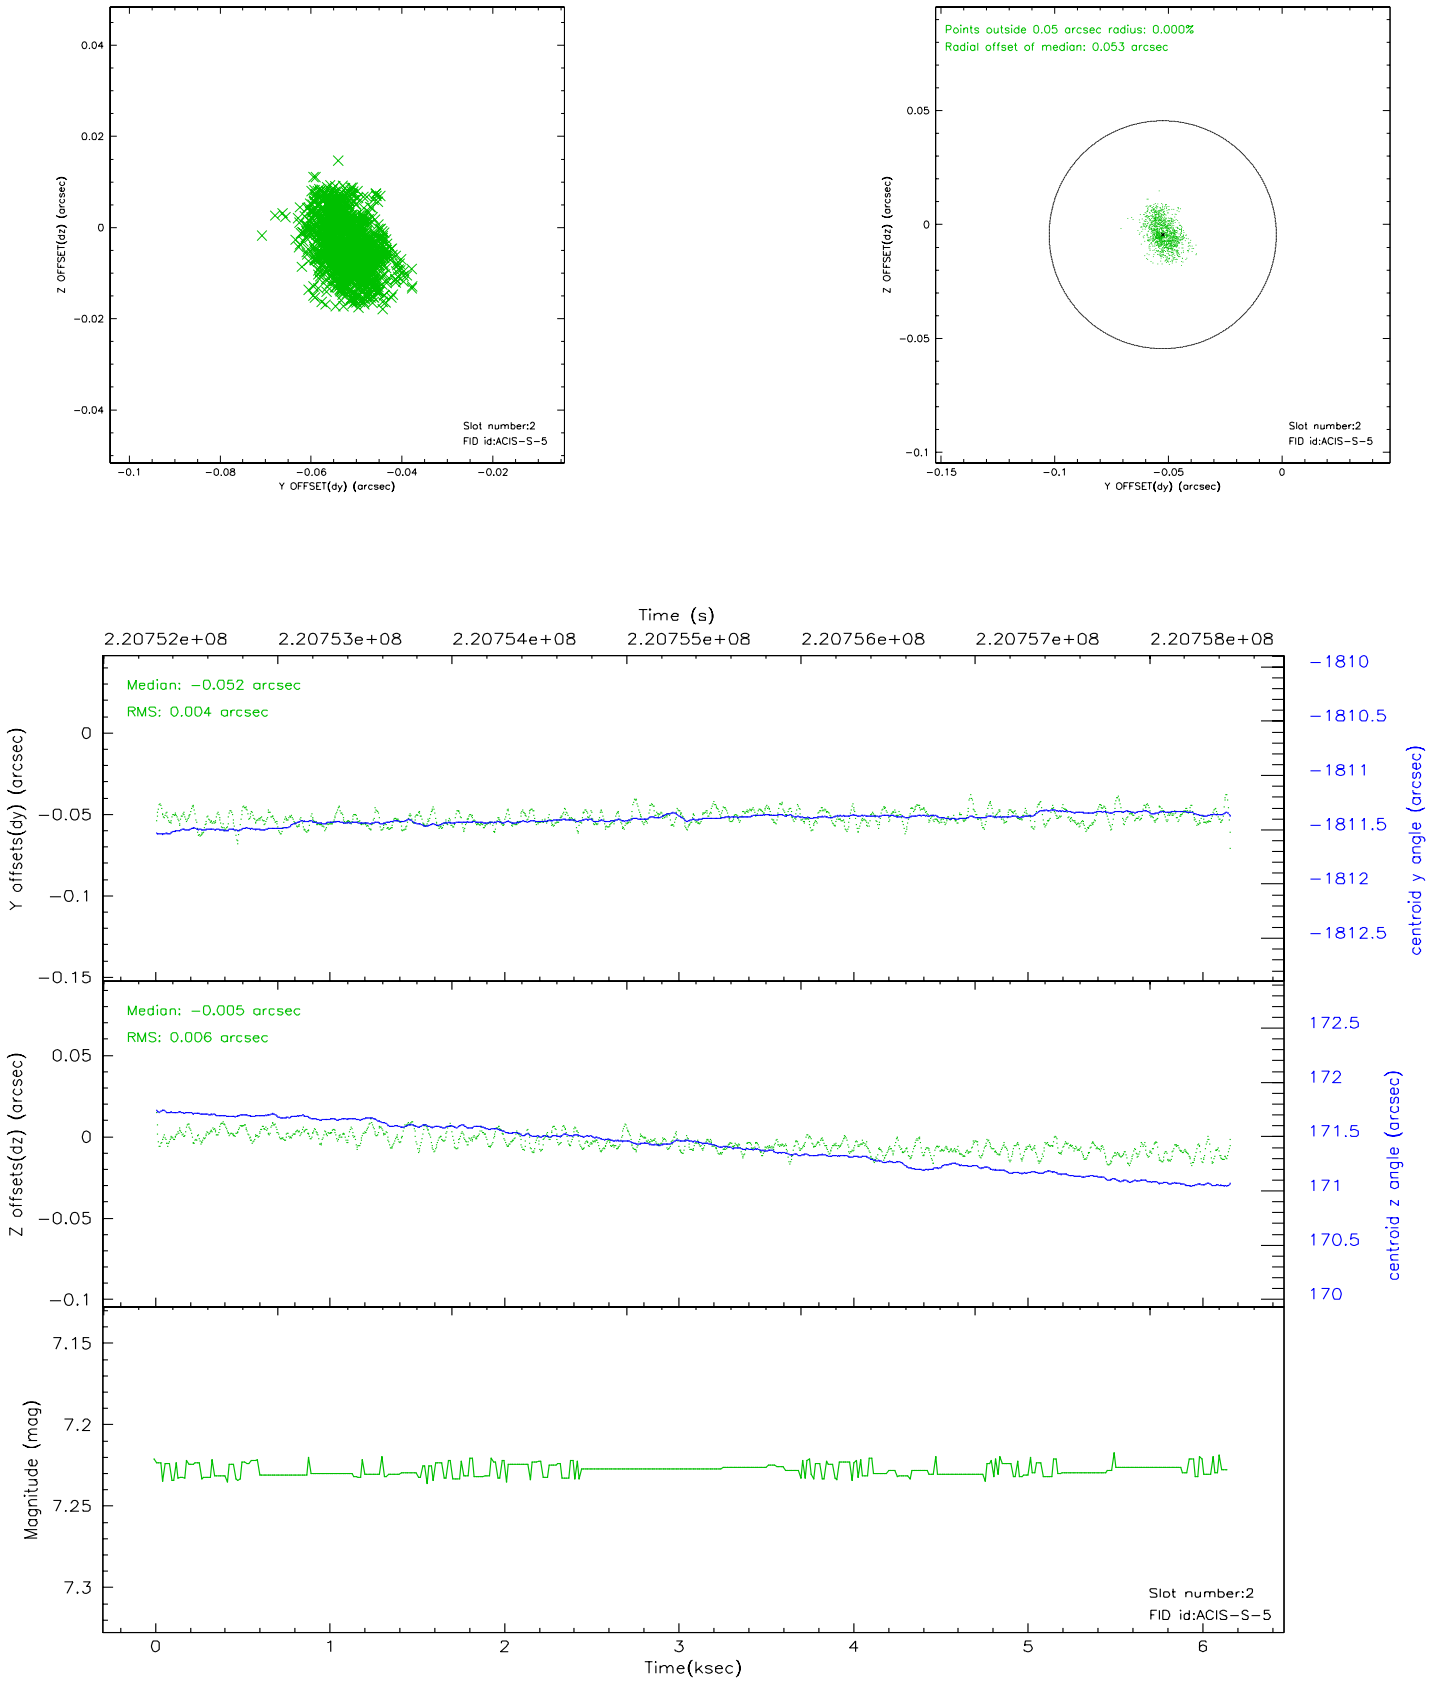 0.04
0.02
0
−0.02
−0.04
Z OFFSET(dz) (arcsec)
Slot number:2
FID id:ACIS−S−5
−0.1 −0.08 −0.06 −0.04 −0.02
Y OFFSET(dy) (arcsec)
Points outside 0.05 arcsec radius: 0.000%
Radial offset of median: 0.053 arcsec
0.05
0
−0.05
−0.1
Z OFFSET(dz) (arcsec)
Slot number:2
FID id:ACIS−S−5
−0.15 −0.1 −0.05 0
Y OFFSET(dy) (arcsec)
Time (s)
2.20752e+08 2.20753e+08 2.20754e+08 2.20755e+08 2.20756e+08 2.20757e+08 2.20758e+08
Median: −0.052 arcsec
RMS: 0.004 arcsec
0
−0.05
−0.1
−0.15
Y offsets(dy) (arcsec)
−1810
−1810.5
−1811
−1811.5
−1812
−1812.5
centroid y angle (arcsec)
Median: −0.005 arcsec
RMS: 0.006 arcsec
0.05
0
−0.05
−0.1
Z offsets(dz) (arcsec)
172.5
172
171.5
171
170.5
170
centroid z angle (arcsec)
7.15
7.2
7.25
7.3
Magnitude (mag)
Slot number:2
FID id:ACIS−S−5
0 1 2 3 4 5 6
Time(ksec)